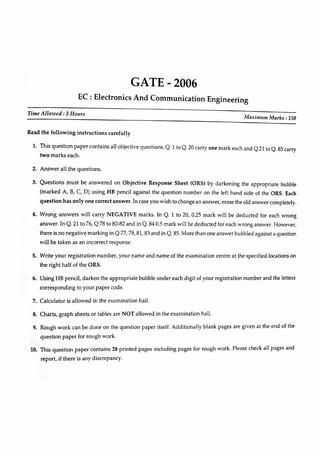 GATE - 2006
EC : Electronics And Communication Engineering
Time Allowed : 3 Hours
Maximum Marks : 150
Read the following instructions carefully
1. This question paper contains all objective questions. Q. 1 to Q. 20 carry one mark each and Q.21 to Q. 85 carry
two marks each.
2. Answer all the questions.
3. Questions must be answered on Objective Response Sheet (ORS) by darkening the appropriate bubble
(marked A, B, C, D) using HB pencil against the question number on the left hand side of the ORS. Each
question has only one correct answer. In case you wish to change an answer, erase the old answer completely.
4. Wrong answers will carry NEGATIVE marks. In Q. 1 to 20, 0.25 mark will be deducted for each wrong
answer. In Q. 21 to 76, Q 78 to 80-82 and in Q. 84 0.5 mark will be deducted for each wrong answer. However,
there is no negative marking in Q.77, 79, 81, 83 and in Q. 85. More than one answer bubbled against a question
will be taken as an incorrect response.
5. Write your registration number, your name and name of the examination centre at the specified locations on
the right half of the ORS.
6. Using HB pencil, darken the appropriate bubble under each digit of your registration number and the letters
corresponding to your paper code.
7. Calculator is allowed in the examination hall.
8. Charts, graph sheets or tables are NOT allowed in the examination hall.
9. Rough work can be done on the question paper itself. Additionally blank pages are given at the end of the
question paper for rough work.
10. This question paper contains 28 printed pages including pages for rough work. Please check all pages and
report, if there is any discrepancy.